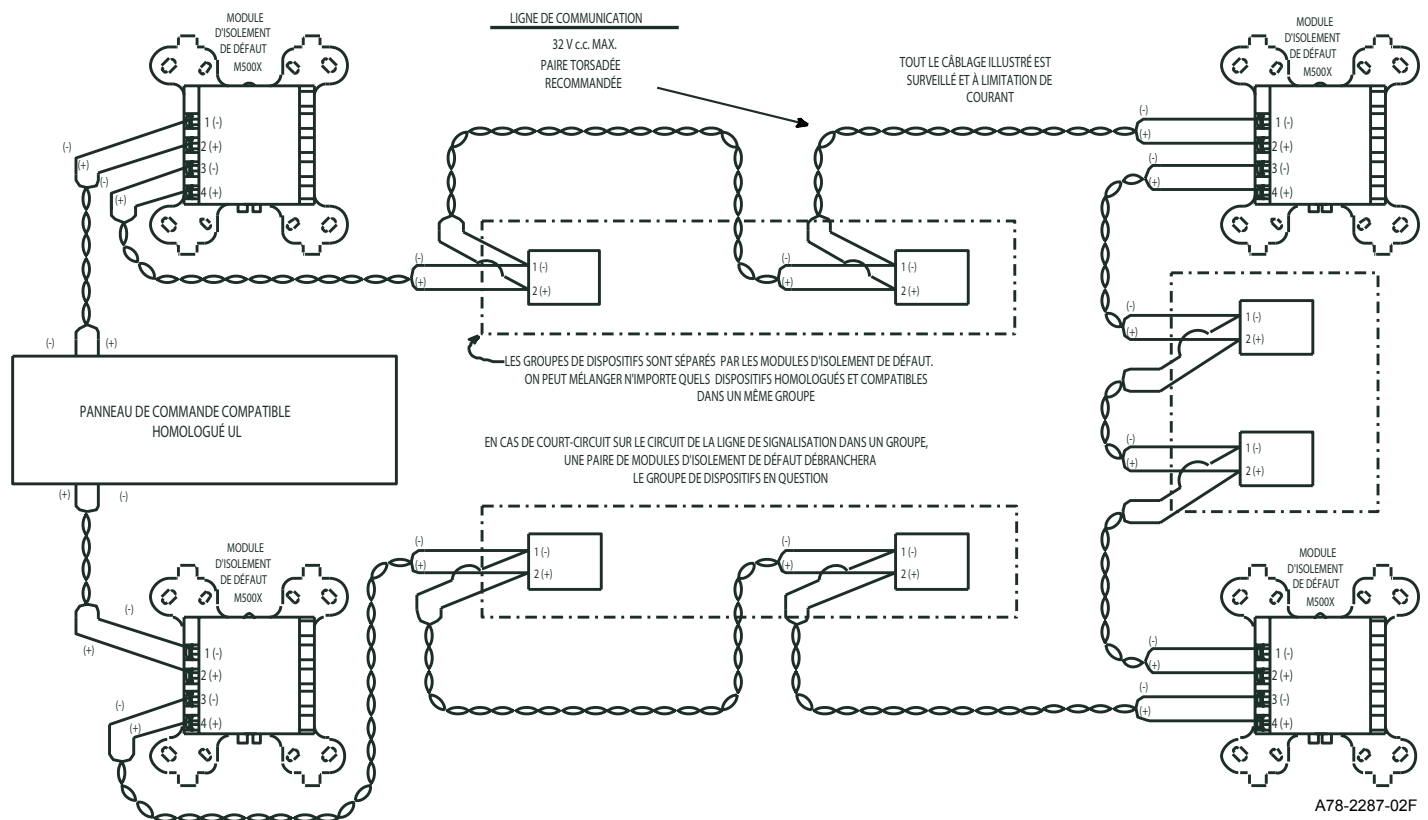 MODULE
D'ISOLEMENT
DE DÉFAUT
M500X
1 (-)
2 (+)
3 (-)
4 (+)
(-)
(+)
(-)
(+)
LIGNE DE COMMUNICATION
32 V c.c. MAX.
PAIRE TORSADÉE
RECOMMANDÉE
TOUT LE CÂBLAGE ILLUSTRÉ EST
SURVEILLÉ ET À LIMITATION DE
COURANT
MODULE
D'ISOLEMENT
DE DÉFAUT
M500X
(-)
(+)
(-)
(+)
1 (-)
2 (+)
3 (-)
4 (+)
(-)
(+)
1 (-)
2 (+)
(-)
(+)
1 (-)
2 (+)
(-)
(+)
1 (-)
2 (+)
(-)
(+)
1 (-)
2 (+)
LES GROUPES DE DISPOSITIFS SONT SÉPARÉS PAR LES MODULES D'ISOLEMENT DE DÉFAUT.
ON PEUT MÉLANGER N'IMPORTE QUELS DISPOSITIFS HOMOLOGUÉS ET COMPATIBLES
DANS UN MÊME GROUPE
(-)
(+)
PANNEAU DE COMMANDE COMPATIBLE
HOMOLOGUÉ UL
(+)
(-)
EN CAS DE COURT-CIRCUIT SUR LE CIRCUIT DE LA LIGNE DE SIGNALISATION DANS UN GROUPE,
UNE PAIRE DE MODULES D'ISOLEMENT DE DÉFAUT DÉBRANCHERA
LE GROUPE DE DISPOSITIFS EN QUESTION
MODULE
D'ISOLEMENT
DE DÉFAUT
M500X
(-)
(+)
(-)
(+)
1 (-)
2 (+)
3 (-)
4 (+)
(-)
(+)
1 (-)
2 (+)
(-)
(+)
1 (-)
2 (+)
MODULE
D'ISOLEMENT
DE DÉFAUT
M500X
(-)
(+)
(-)
(+)
1 (-)
2 (+)
3 (-)
4 (+)
A78-2287-02F